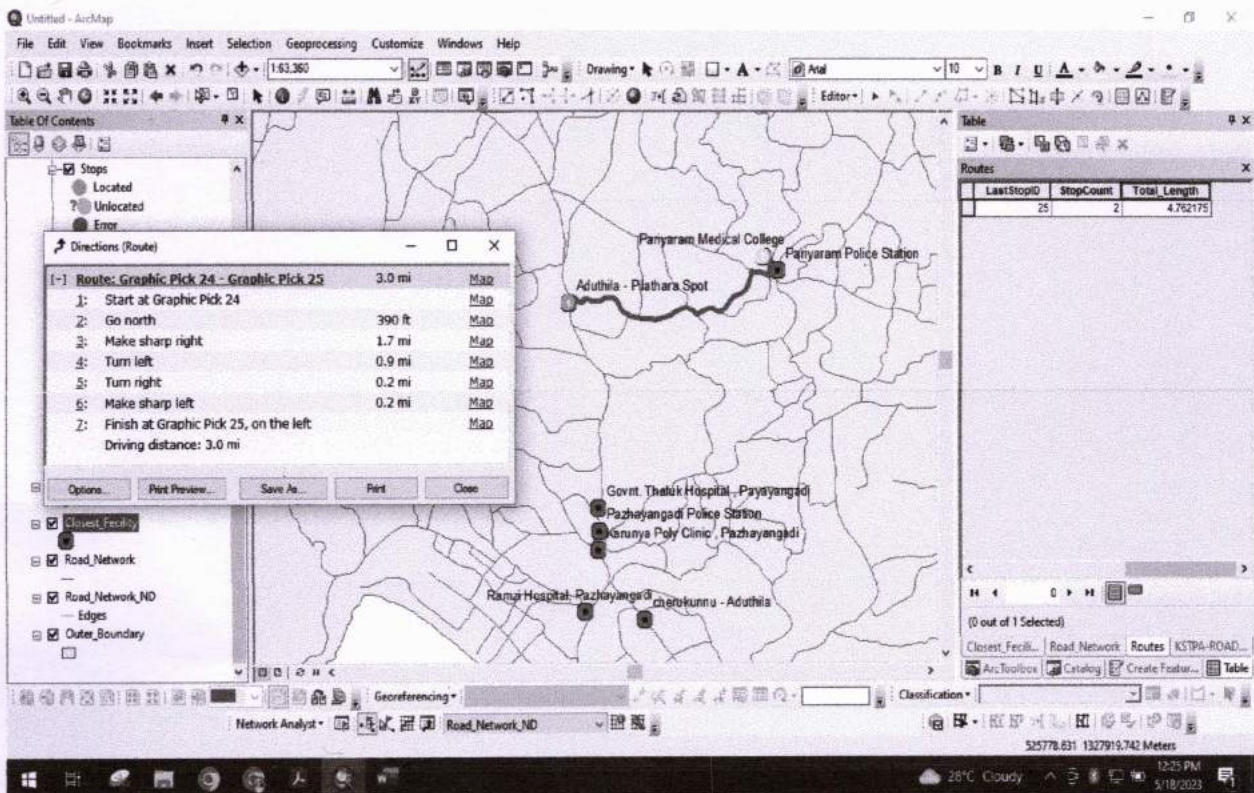 Untitled - ArcMap
File Edit View Bookmarks Insert Selection Geoprocessing Customize Windows Help
1:63,360
Drawing
Arial
10
B I U A
Editor
Table Of Contents
Stops
Located
Unlocated
Error
Directions (Route)
[-] Route: Graphic Pick 24 - Graphic Pick 25 3.0 mi Map
1: Start at Graphic Pick 24 Map
2: Go north 390 ft Map
3: Make sharp right 1.7 mi Map
4: Turn left 0.9 mi Map
5: Turn right 0.2 mi Map
6: Make sharp left 0.2 mi Map
7: Finish at Graphic Pick 25, on the left Map
Driving distance: 3.0 mi
Options... Print Preview... Save As... Print Close
Closest_Fecility
Road_Network
Road_Network_ND
Edges
Outer_Boundary
Pariyaram Medical College
Pariyaram Police Station
Aduthila - Pilathara Spot
Govnt. Thaluk Hospital, Payayangadi
Pazhayangadi Police Station
Karunya Poly Clinic, Pazhayangadi
Ramzi Hospital, Pazhayangadi
cherukunnu - Aduthila
Table
Routes
LastStopID StopCount Total_Length
25 2 4.762175
0
(0 out of 1 Selected)
Closest_Fecili... Road_Network Routes KSTPA-ROAD...
ArcToolbox Catalog Create Featur... Table
Georeferencing
Classification
Network Analyst
Road_Network_ND
525778.631 1327919.742 Meters
28°C Cloudy
12:25 PM
5/18/2023